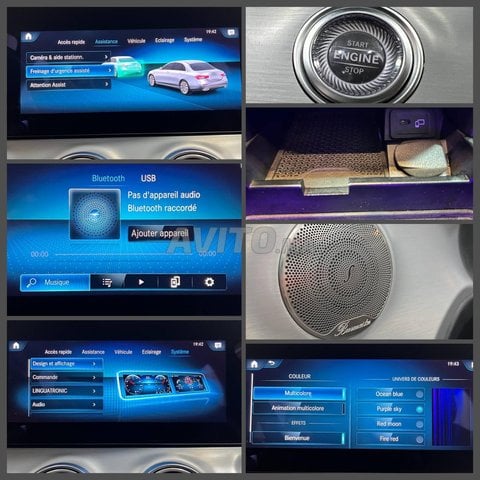 19:42
Accès rapide Assistance Véhicule Eclairage Système
Caméra & aide stationn.
Freinage d'urgence assisté
Attention Assist
START
ENGINE
STOP
Bluetooth USB
Pas d'appareil audio
Bluetooth raccordé
Ajouter appareil
00:00 00:00
Musique
AVITO
Burmester
19:42
Accès rapide Assistance Véhicule Eclairage Système
Design et affichage
Commande
LINGUATRONIC
Audio
19:43
COULEUR
Multicolore
Animation multicolore
EFFETS
Bienvenue
UNIVERS DE COULEURS
Ocean blue
Purple sky
Red moon
Fire red